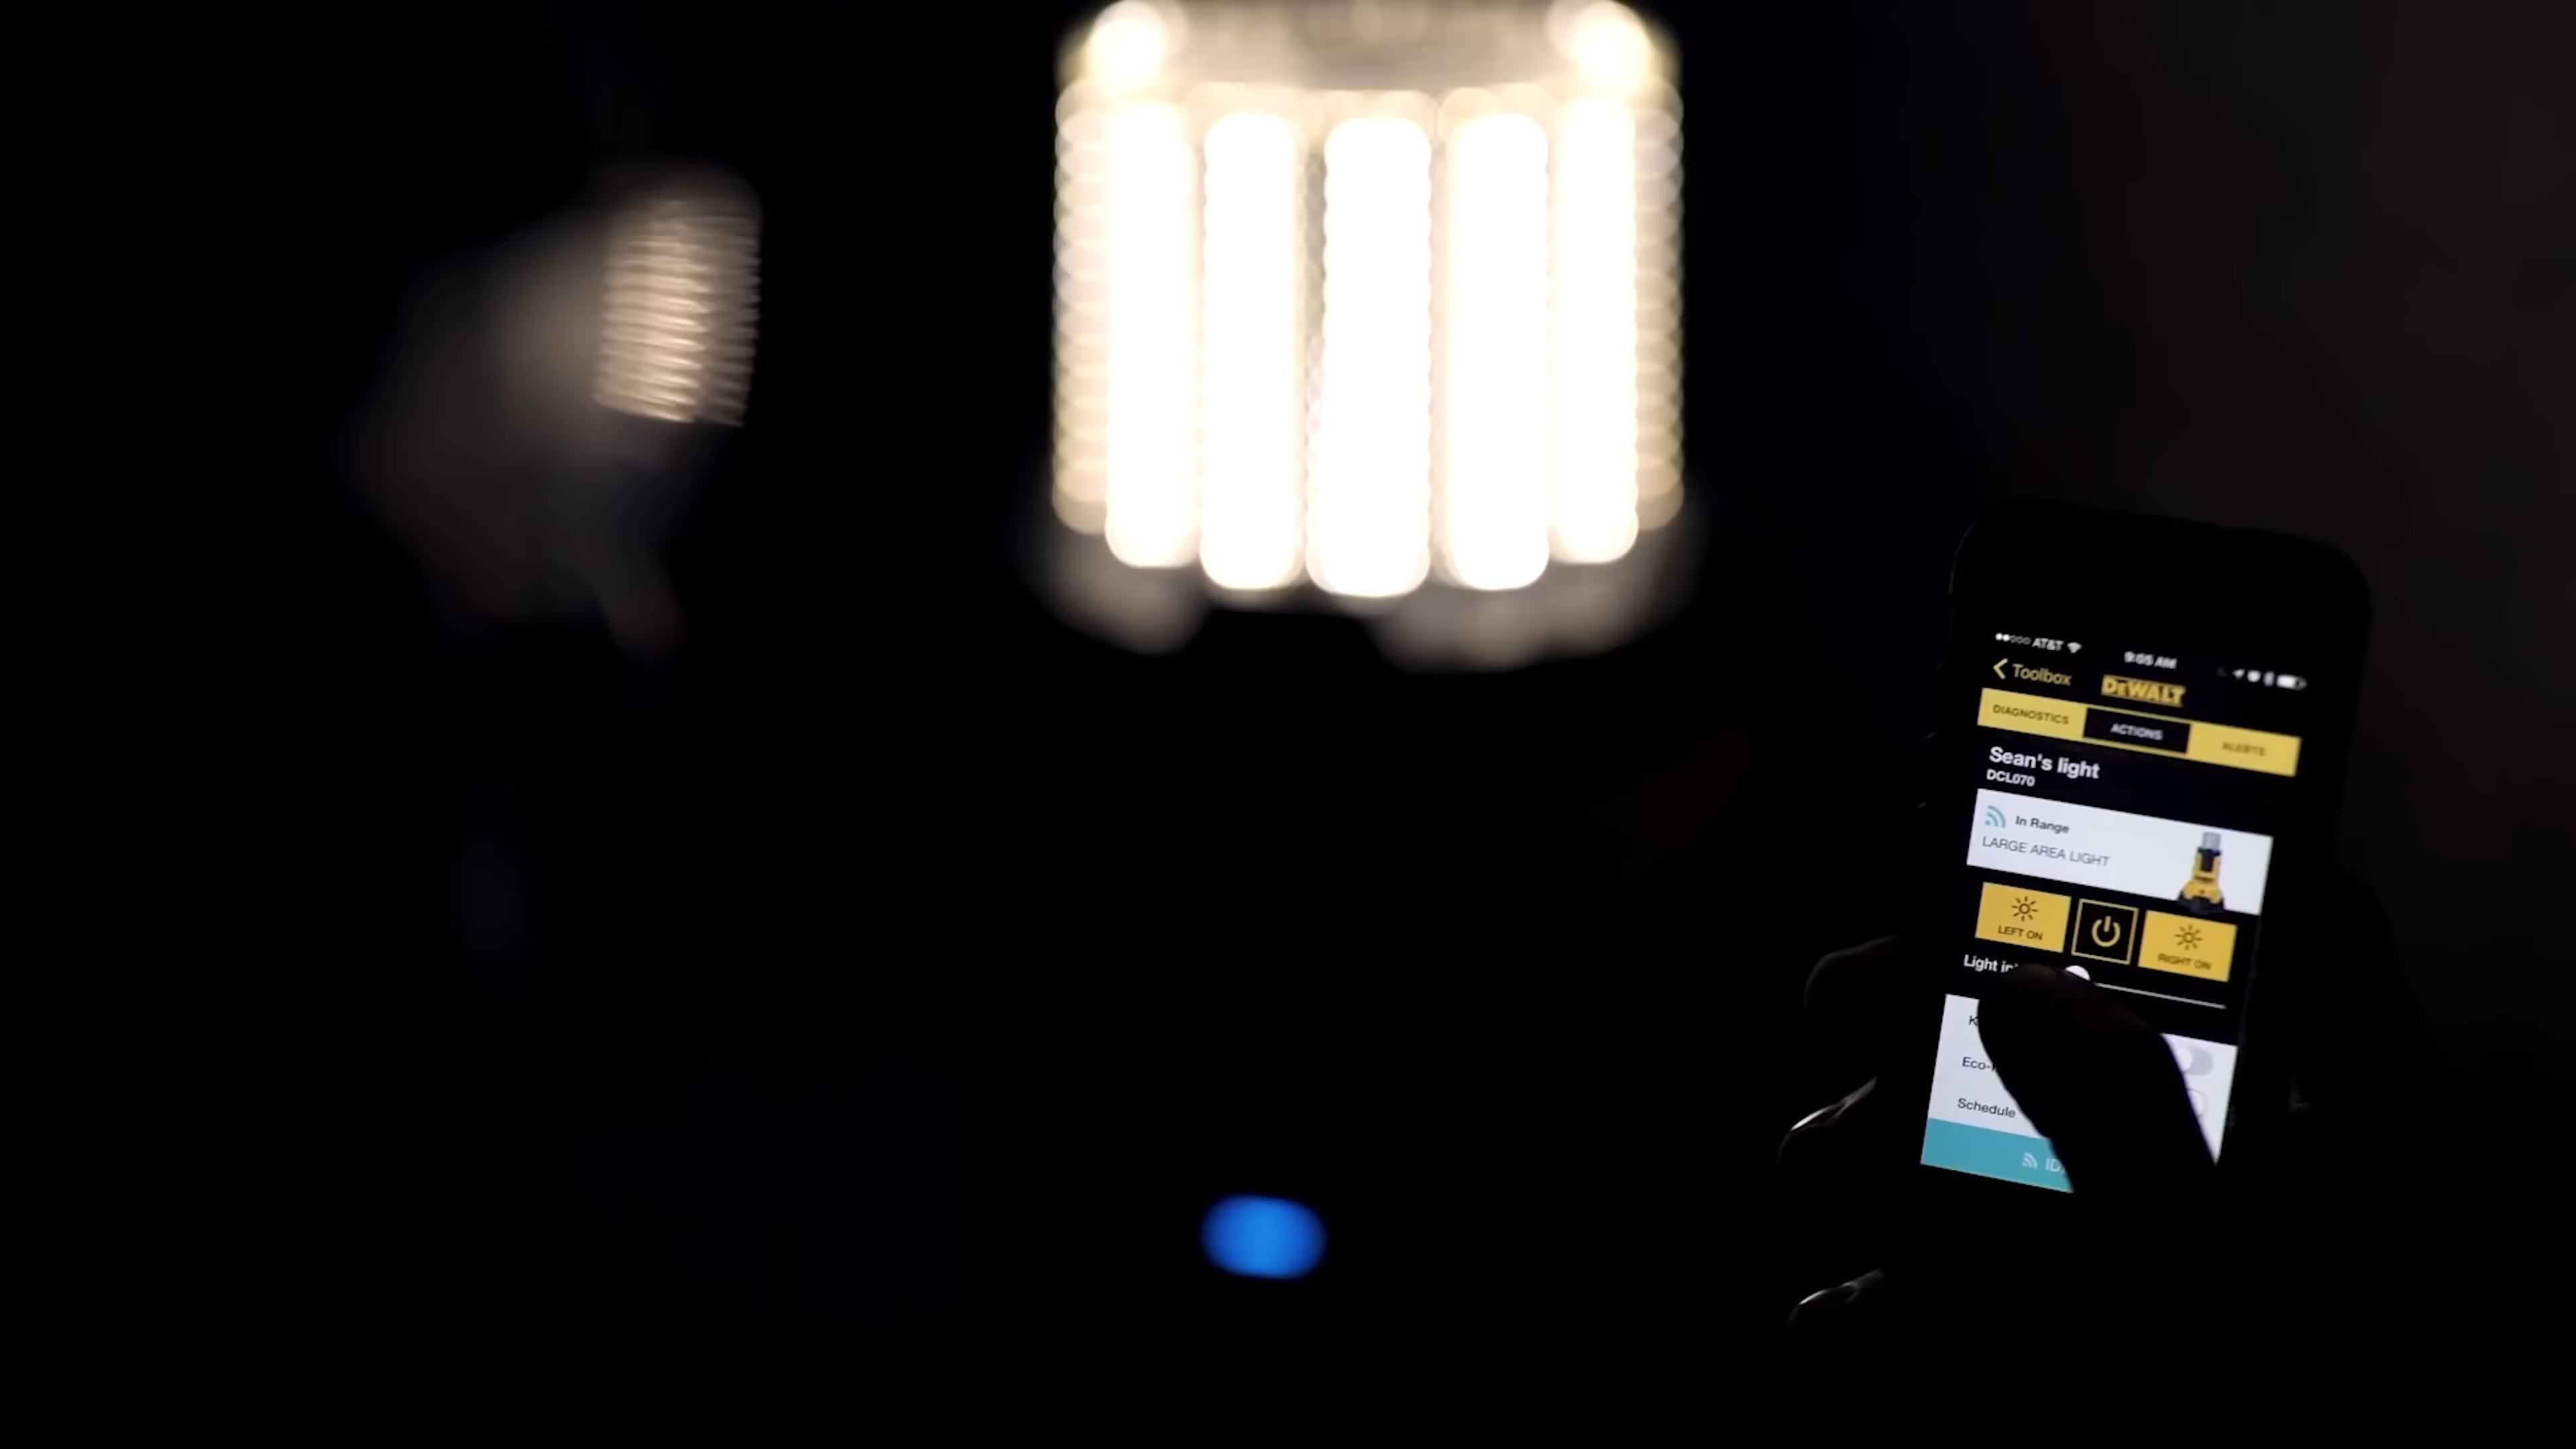 AT&T 9:05 AM
Toolbox DEWALT
DIAGNOSTICS ACTIONS ALERTS
Sean's light
DCL070
In Range
LARGE AREA LIGHT
LEFT ON RIGHT ON
Light
Schedule